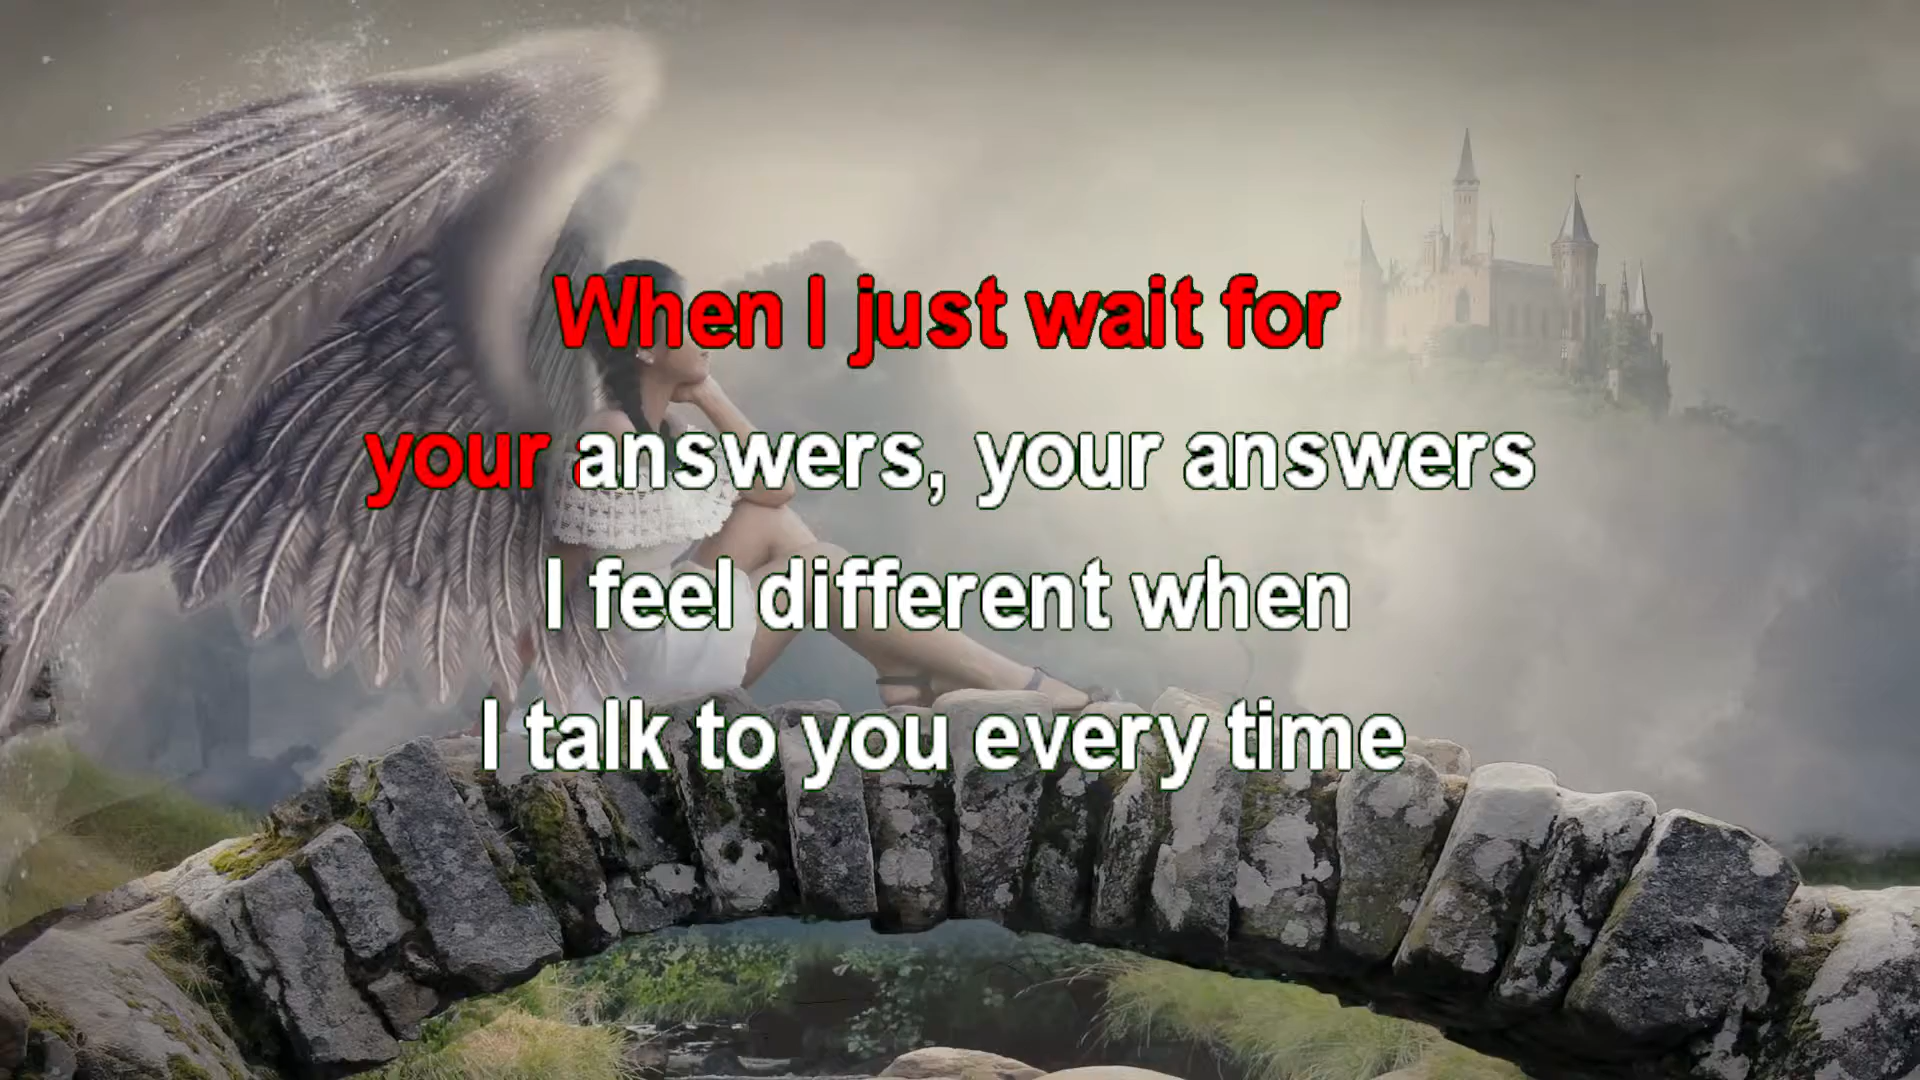 When I just wait for
your answers, your answers
I feel different when
I talk to you every time